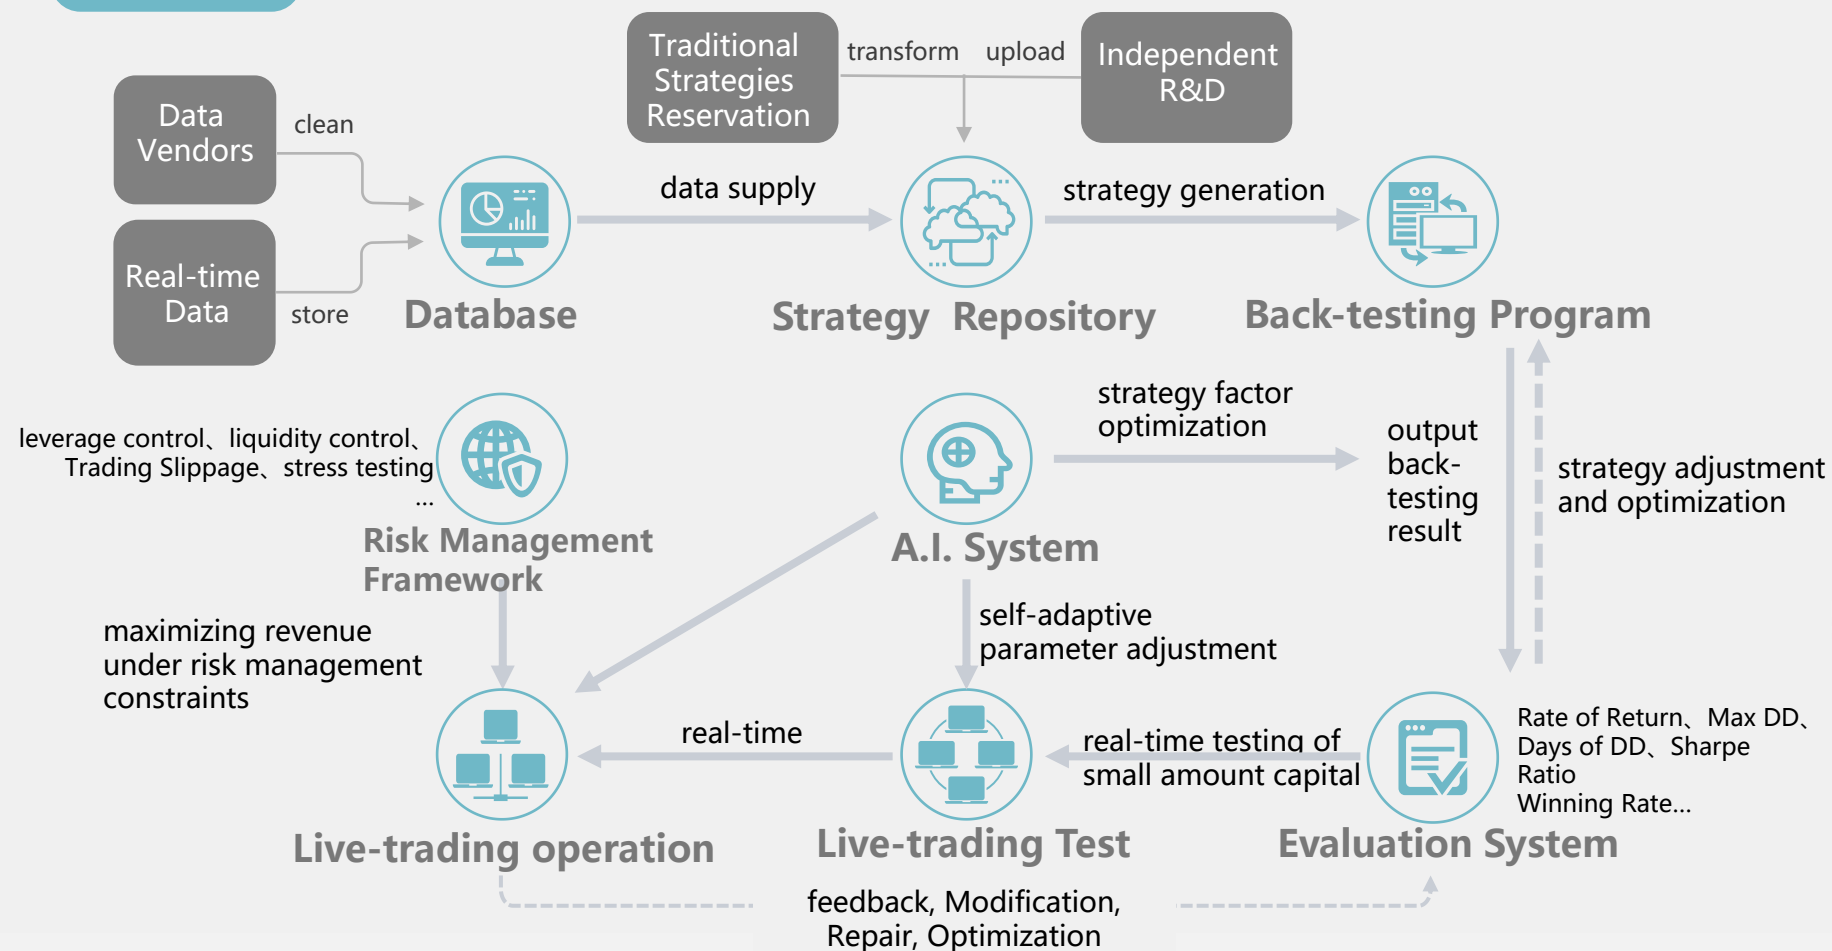 Traditional
Strategies
Reservation
transform
upload
Independent
R&D
Data
Vendors
clean
Real-time
Data
store
Database
data supply
Strategy Repository
strategy generation
Back-testing Program
leverage control、liquidity control、
Trading Slippage、stress testing
...
Risk Management
Framework
A.I. System
strategy factor
optimization
output
back-
testing
result
strategy adjustment
and optimization
maximizing revenue
under risk management
constraints
self-adaptive
parameter adjustment
real-time
real-time testing of
small amount capital
Rate of Return、Max DD、
Days of DD、Sharpe
Ratio
Winning Rate...
Live-trading operation
Live-trading Test
Evaluation System
feedback, Modification,
Repair, Optimization